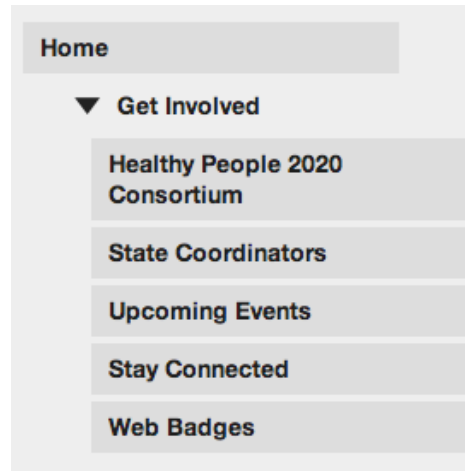 Home
Get Involved
Healthy People 2020
Consortium
State Coordinators
Upcoming Events
Stay Connected
Web Badges